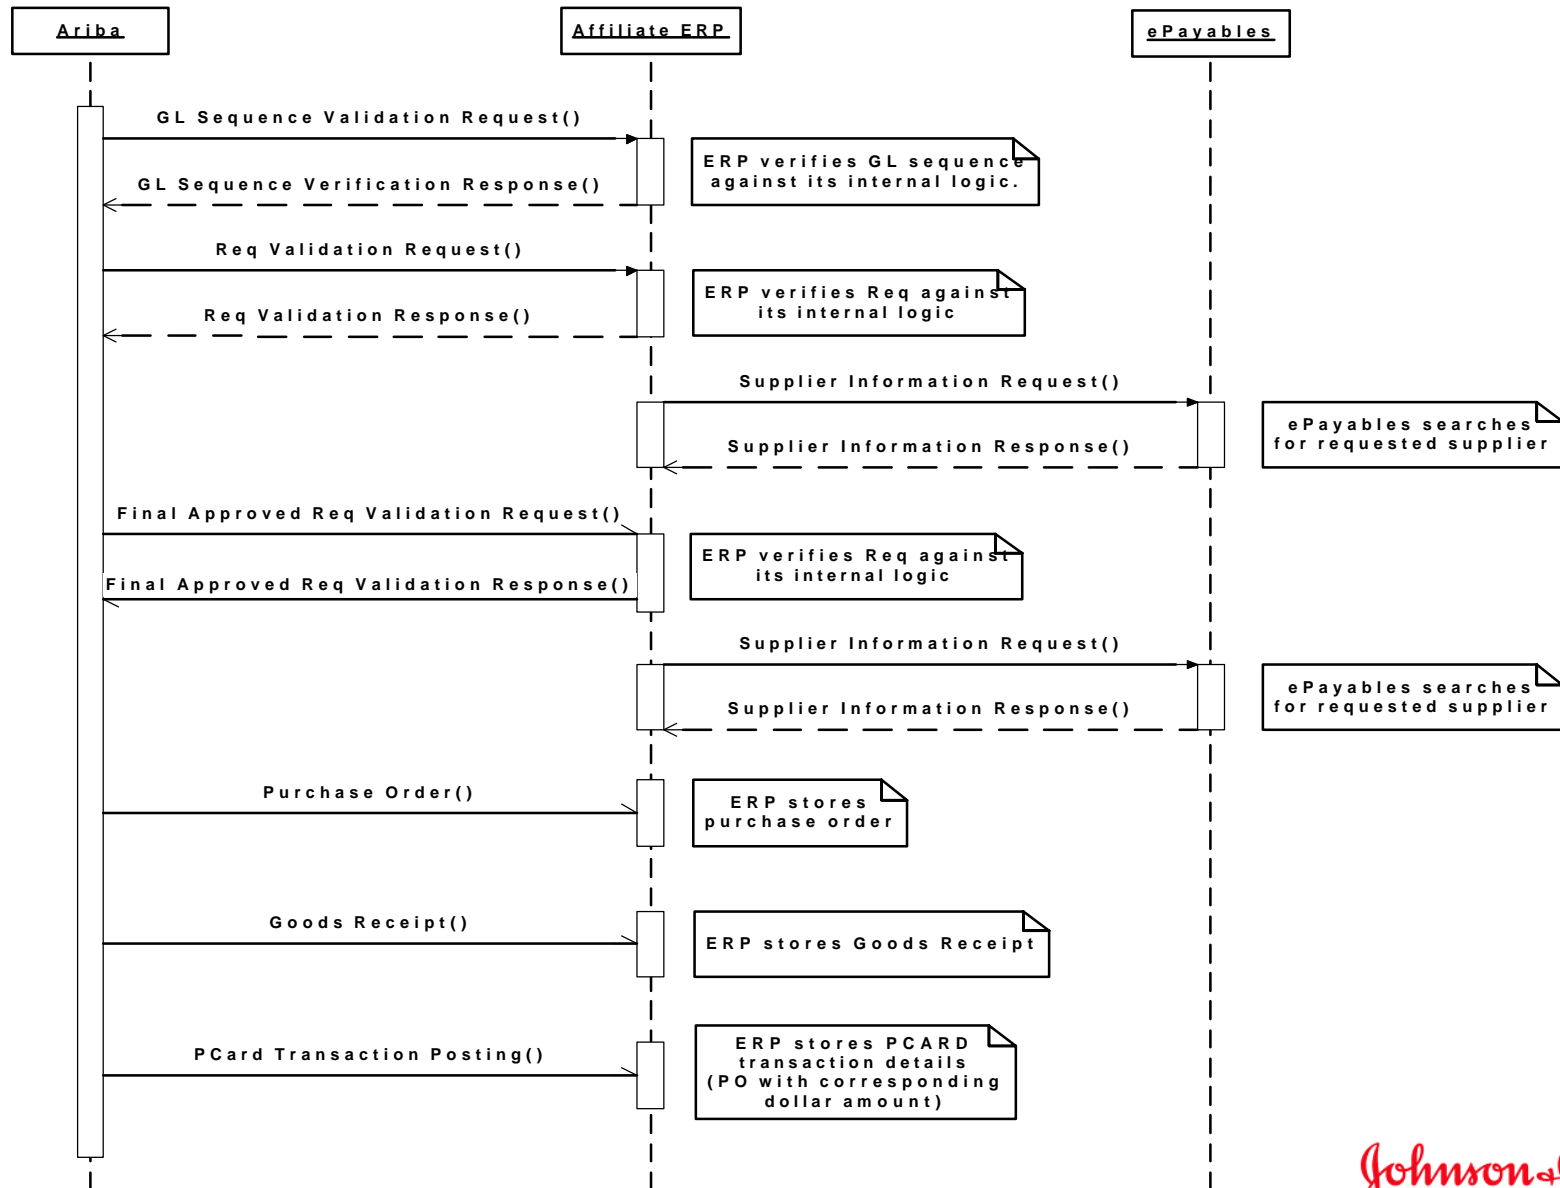 Ariba
Affiliate ERP
ePayables
GL Sequence Validation Request()
ERP verifies GL sequence
against its internal logic.
GL Sequence Verification Response()
Req Validation Request()
ERP verifies Req against
its internal logic
Req Validation Response()
Supplier Information Request()
ePayables searches
for requested supplier
Supplier Information Response()
Final Approved Req Validation Request()
ERP verifies Req against
its internal logic
Final Approved Req Validation Response()
Supplier Information Request()
ePayables searches
for requested supplier
Supplier Information Response()
Purchase Order()
ERP stores
purchase order
Goods Receipt()
ERP stores Goods Receipt
PCard Transaction Posting()
ERP stores PCARD
transaction details
(PO with corresponding
dollar amount)
Johnson